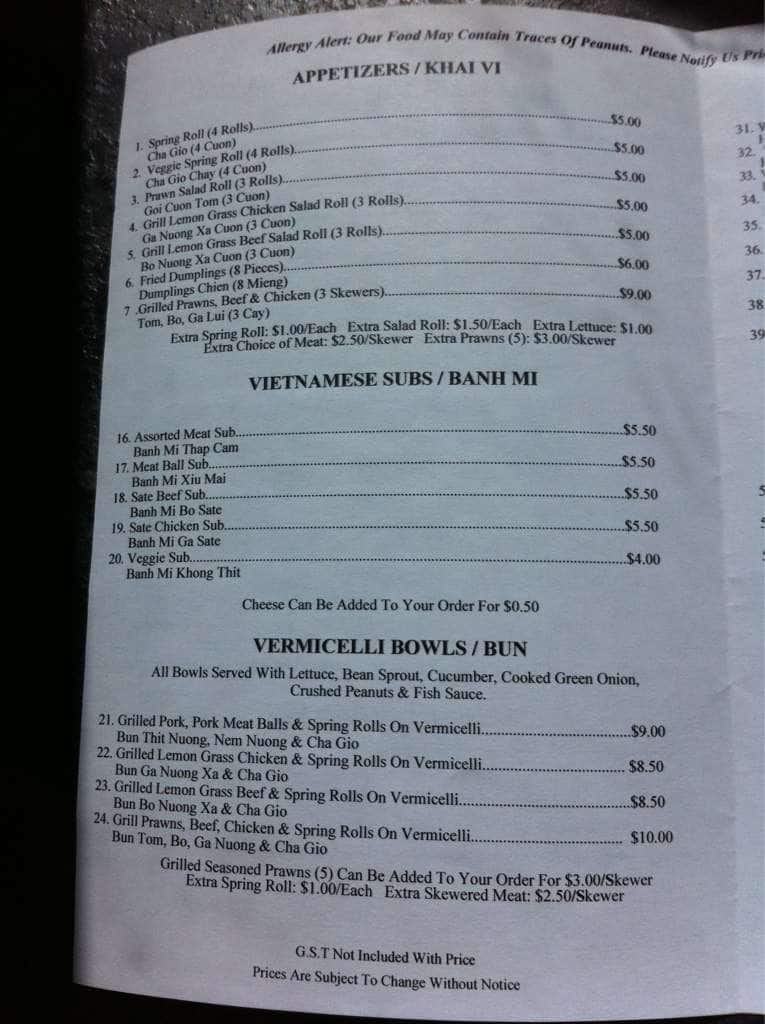 Allergy Alert: Our Food May Contain Traces Of Peanuts. Please Notify Us
APPETIZERS / KHAI VI
1. Spring Roll (4 Rolls)..........$5.00
Cha Gio (4 Cuon)
2. Veggie Spring Roll (4 Rolls)..........$5.00
Cha Gio Chay (4 Cuon)
3. Prawn Salad Roll (3 Rolls)..........$5.00
Goi Cuon Tom (3 Cuon)
4. Grill Lemon Grass Chicken Salad Roll (3 Rolls)..........$5.00
Ga Nuong Xa Cuon (3 Cuon)
5. Grill Lemon Grass Beef Salad Roll (3 Rolls)..........$5.00
Bo Nuong Xa Cuon (3 Cuon)
6. Fried Dumplings (8 Pieces)..........$6.00
Dumplings Chien (8 Mieng)
7 .Grilled Prawns, Beef & Chicken (3 Skewers)..........$9.00
Tom, Bo, Ga Lui (3 Cay)
Extra Spring Roll: $1.00/Each Extra Salad Roll: $1.50/Each Extra Lettuce: $1.00
Extra Choice of Meat: $2.50/Skewer Extra Prawns (5): $3.00/Skewer
VIETNAMESE SUBS / BANH MI
16. Assorted Meat Sub..........$5.50
Banh Mi Thap Cam
17. Meat Ball Sub..........$5.50
Banh Mi Xiu Mai
18. Sate Beef Sub..........$5.50
Banh Mi Bo Sate
19. Sate Chicken Sub..........$5.50
Banh Mi Ga Sate
20. Veggie Sub..........$4.00
Banh Mi Khong Thit
Cheese Can Be Added To Your Order For $0.50
VERMICELLI BOWLS / BUN
All Bowls Served With Lettuce, Bean Sprout, Cucumber, Cooked Green Onion,
Crushed Peanuts & Fish Sauce.
21. Grilled Pork, Pork Meat Balls & Spring Rolls On Vermicelli..........$9.00
Bun Thit Nuong, Nem Nuong & Cha Gio
22. Grilled Lemon Grass Chicken & Spring Rolls On Vermicelli.......... $8.50
Bun Ga Nuong Xa & Cha Gio
23. Grilled Lemon Grass Beef & Spring Rolls On Vermicelli..........$8.50
Bun Bo Nuong Xa & Cha Gio
24. Grill Prawns, Beef, Chicken & Spring Rolls On Vermicelli.......... $10.00
Bun Tom, Bo, Ga Nuong & Cha Gio
Grilled Seasoned Prawns (5) Can Be Added To Your Order For $3.00/Skewer
Extra Spring Roll: $1.00/Each Extra Skewered Meat: $2.50/Skewer
G.S.T Not Included With Price
Prices Are Subject To Change Without Notice
31.
32.
33.
34.
35.
36.
37.
38
39